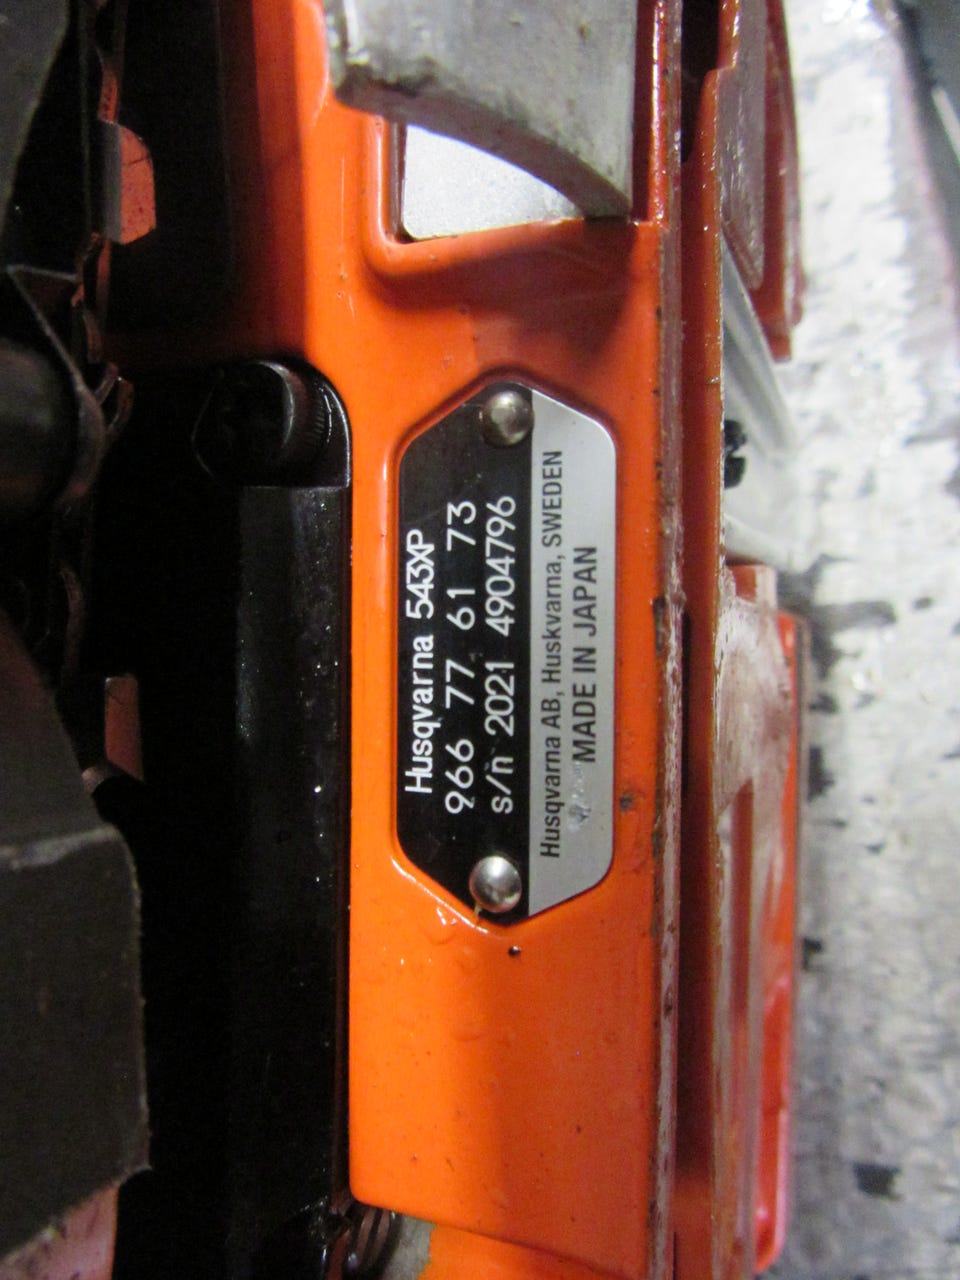 Husqvarna 543XP
966 77 61 73
s/n 2021 4904796
Husqvarna AB, Huskvarna, SWEDEN
MADE IN JAPAN